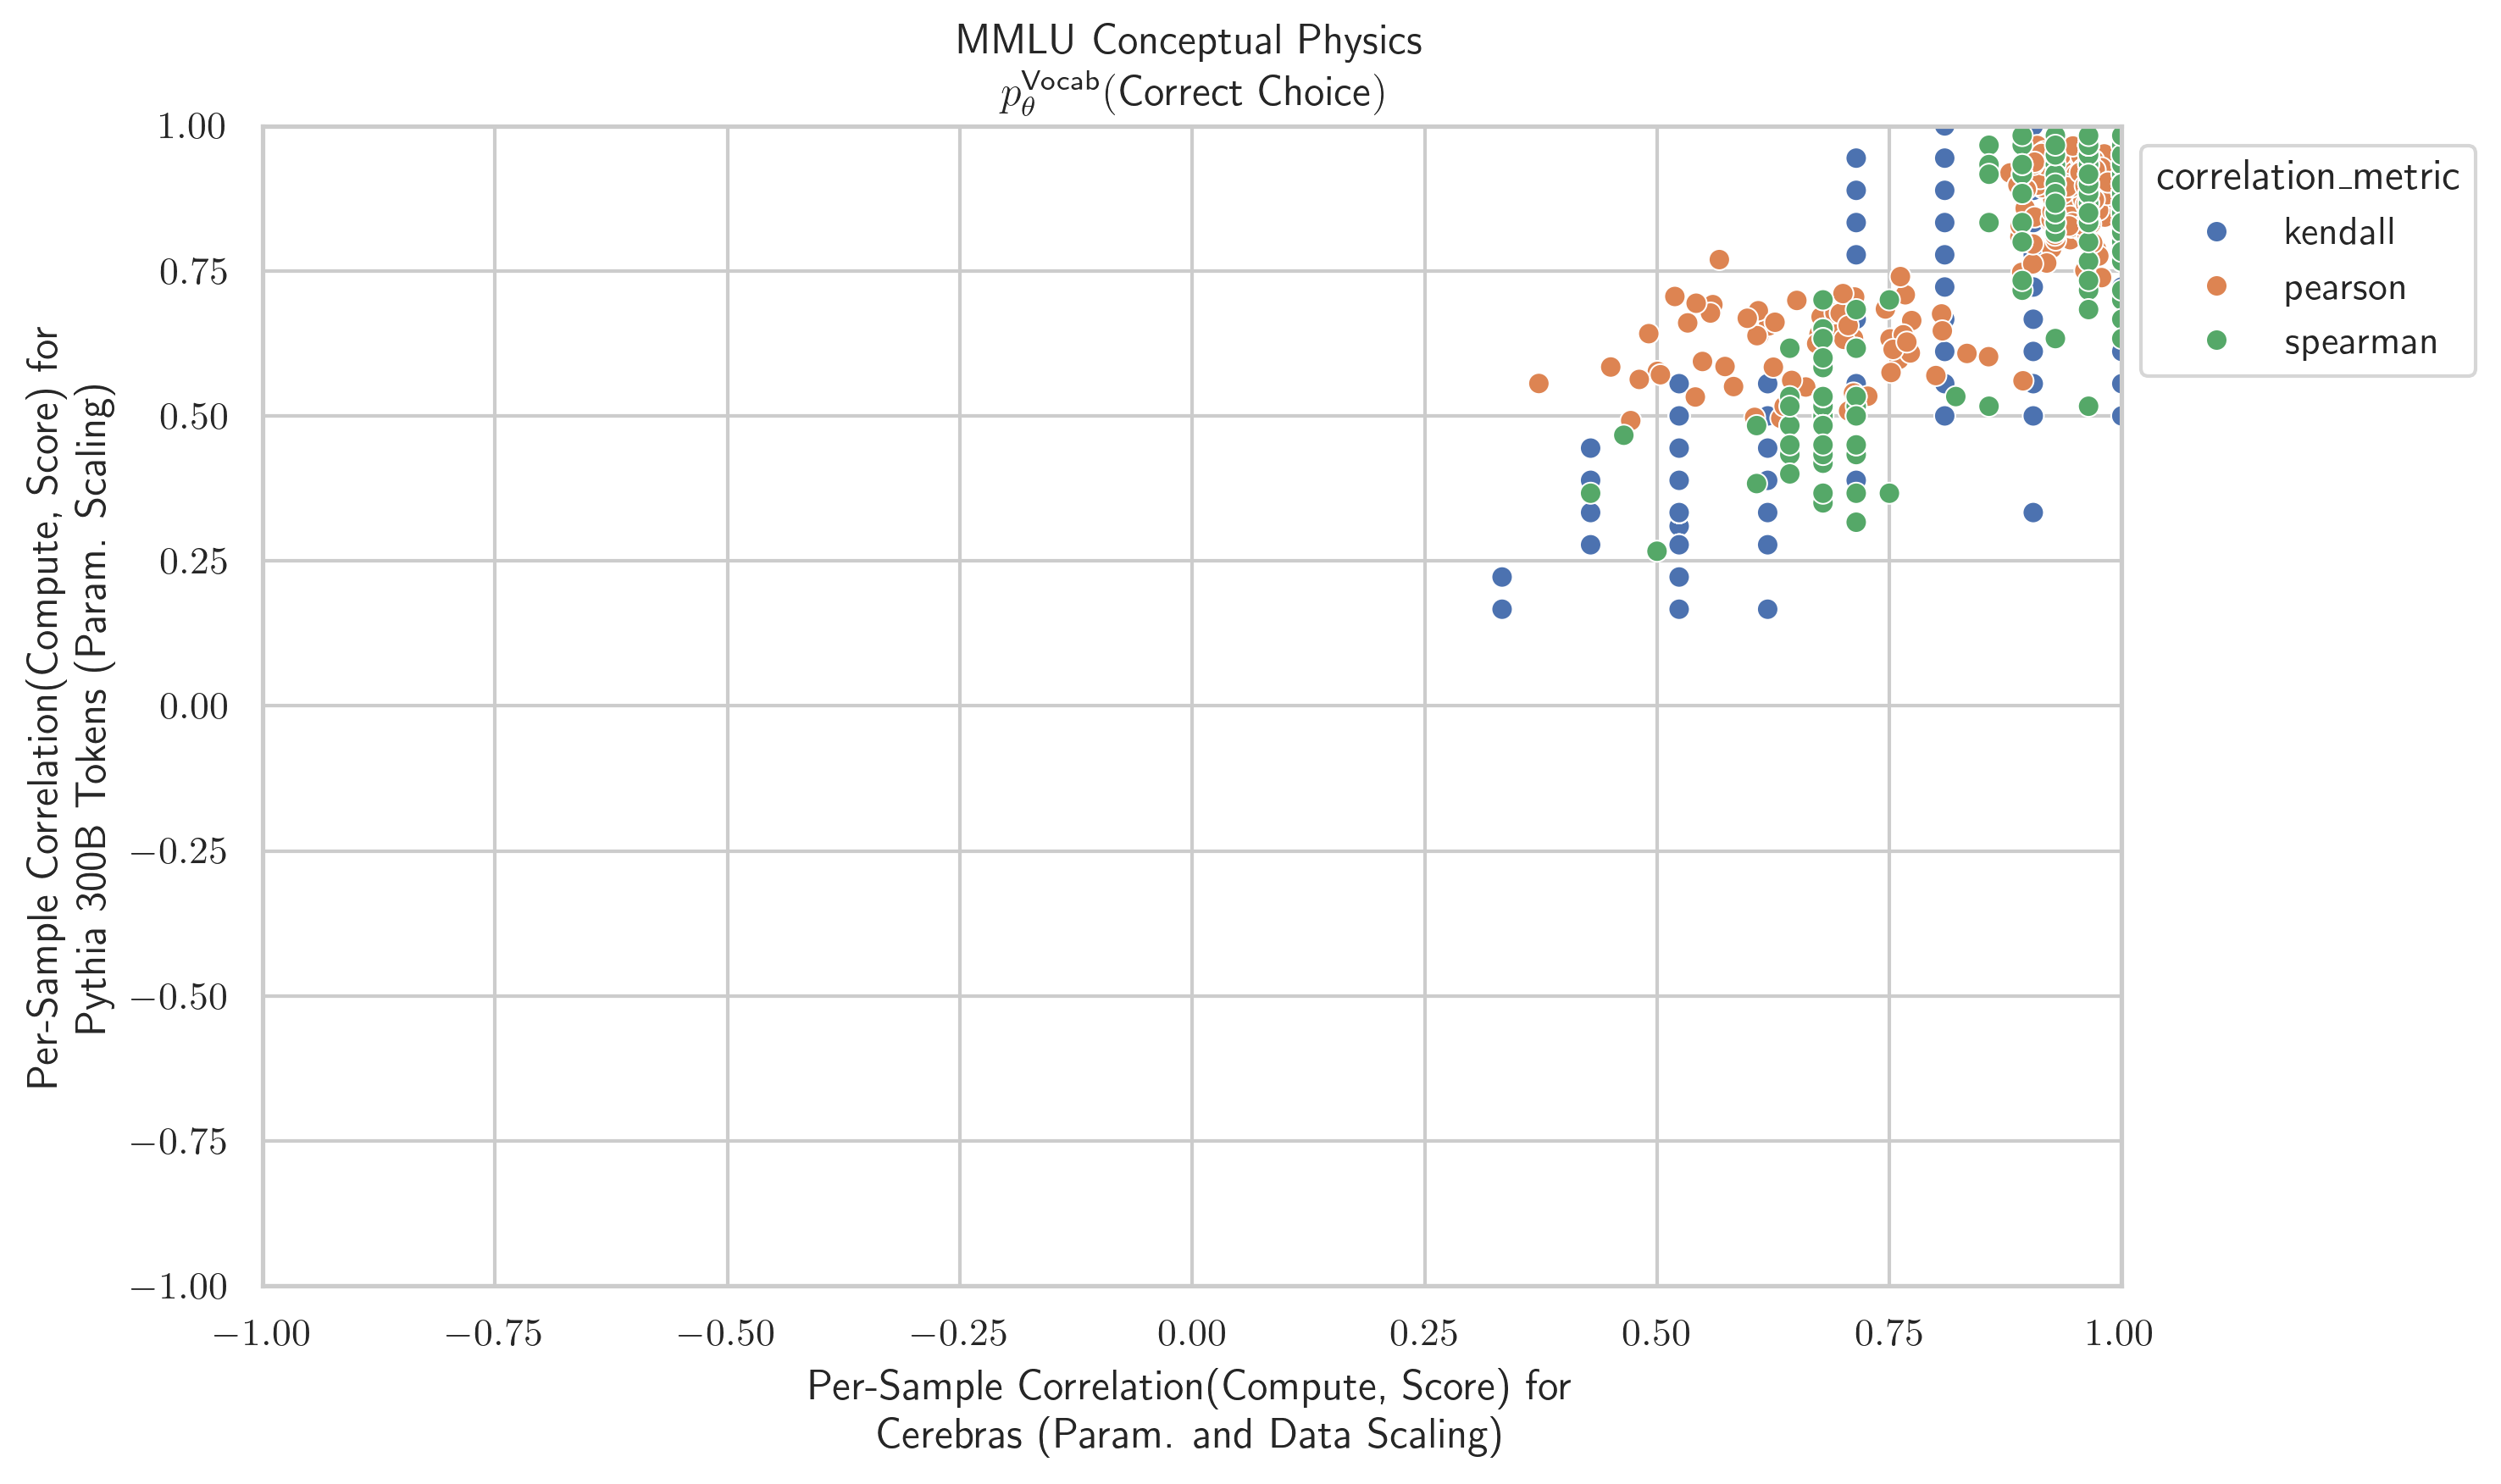 MMLU Conceptual Physics
p_θ^Vocab(Correct Choice)
1.00
0.75
0.50
0.25
0.00
−0.25
−0.50
−0.75
−1.00
Per-Sample Correlation(Compute, Score) for
Pythia 300B Tokens (Param. Scaling)
−1.00 −0.75 −0.50 −0.25 0.00 0.25 0.50 0.75 1.00
Per-Sample Correlation(Compute, Score) for
Cerebras (Param. and Data Scaling)
correlation_metric
kendall
pearson
spearman